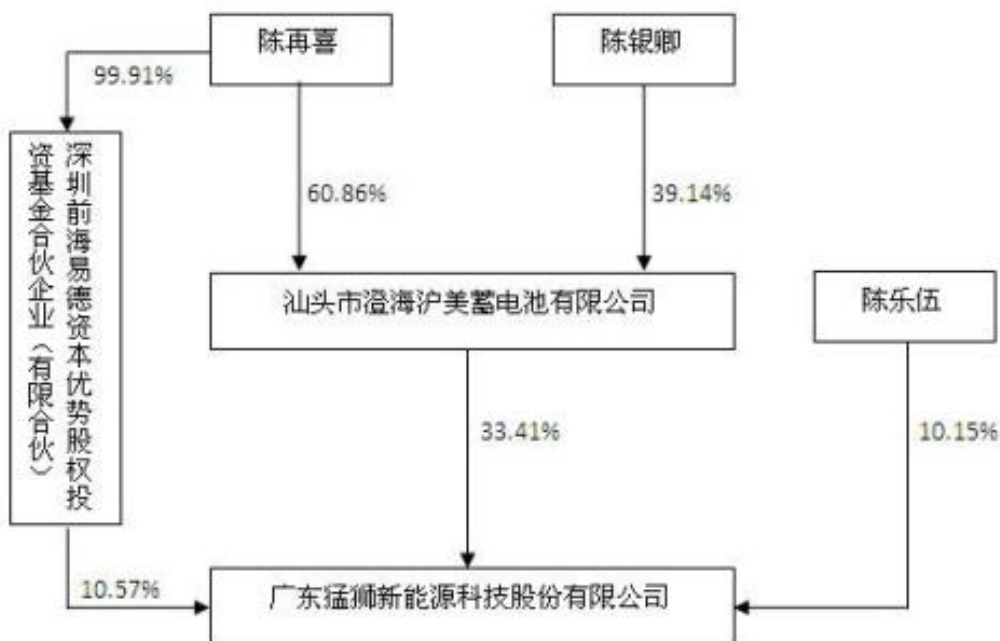 陈再喜
陈银卿
99.91%
深圳前海易德资本优势股权投
资基金合伙企业（有限合伙）
60.86%
39.14%
汕头市澄海沪美蓄电池有限公司
陈乐伍
33.41%
10.15%
10.57%
广东猛狮新能源科技股份有限公司